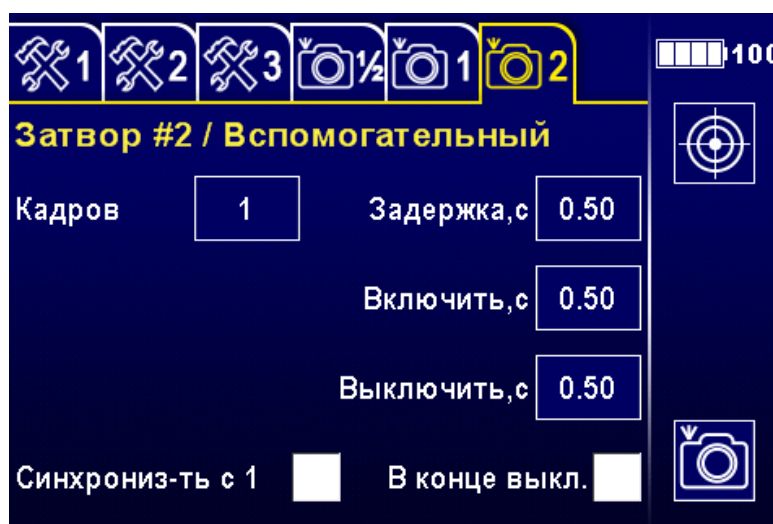 1 2 3 ½ 1 2 100
Затвор #2 / Вспомогательный
Кадров 1 Задержка,с 0.50
Включить,с 0.50
Выключить,с 0.50
Синхрониз-ть с 1 В конце выкл.